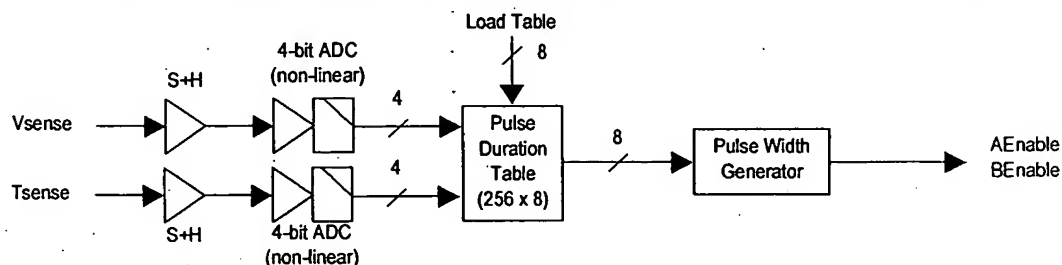 Load Table
8
4-bit ADC
(non-linear)
S+H
4
Vsense
Pulse
Duration
Table
(256 x 8)
8
Pulse Width
Generator
AEnable
BEnable
Tsense
4
S+H
4-bit ADC
(non-linear)